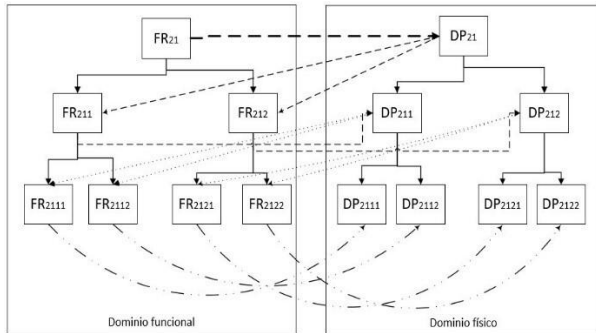 FR21 DP21
FR211 FR212 DP211 DP212
FR2111 FR2112 FR2121 FR2122 DP2111 DP2112 DP2121 DP2122
Dominio funcional Dominio físico